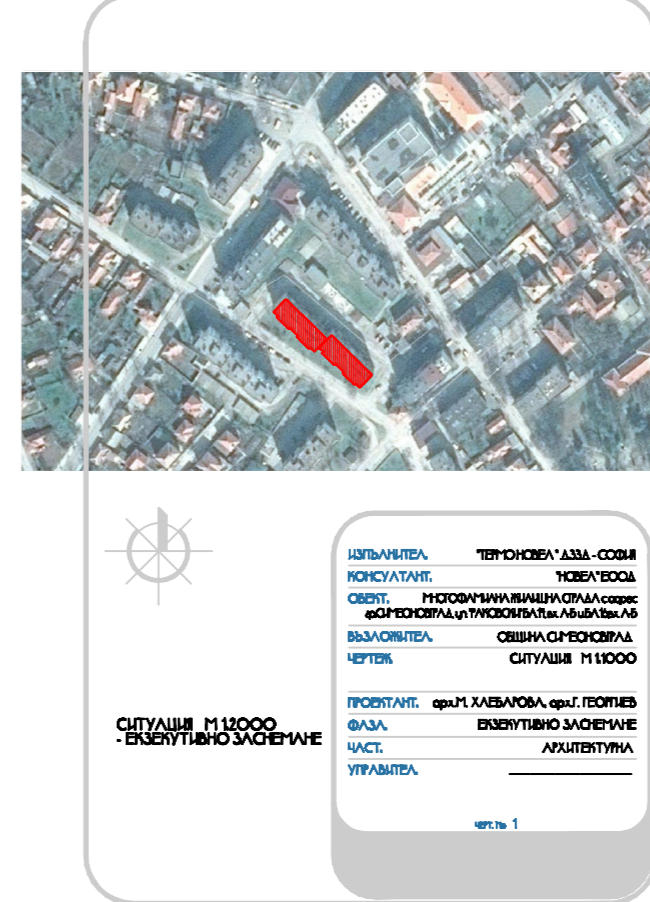 СИТУАЦИЯ М 1:2000
- ЕКЗЕКУТИВНО ЗАСНЕМАНЕ
ИЗПЪЛНИТЕЛ. "ТЕРМОНОВЕЛ" ДЗЗД - СОФИЯ
КОНСУЛТАНТ. "НОВЕЛ" ЕООД
ОБЕКТ. МНОГОФАМИЛНА ЖИЛИЩНА СГРАДА с адрес
гр.СИМЕОНОВГРАД, ул. РАКОВСКИ БЛ.
ВЪЗЛОЖИТЕЛ. ОБЩИНА СИМЕОНОВГРАД
ЧЕРТЕЖ. СИТУАЦИЯ М 1:1000
ПРОЕКТАНТ. арх.М. ХЛЕБАРОВА, арх.Г. ГЕОРГИЕВ
ФАЗА. ЕКЗЕКУТИВНО ЗАСНЕМАНЕ
ЧАСТ. АРХИТЕКТУРНА
УПРАВИТЕЛ.
ЧЕРТ. № 1